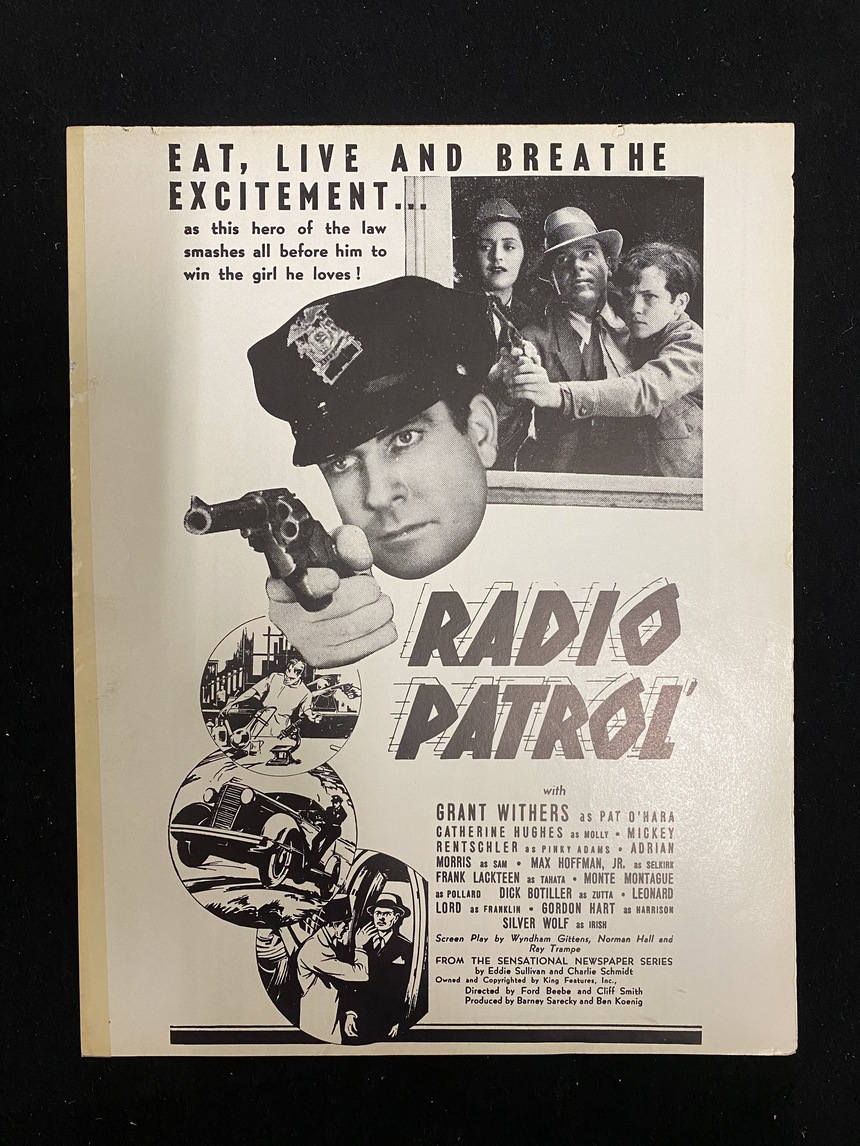 EAT, LIVE AND BREATHE
EXCITEMENT...
as this hero of the law
smashes all before him to
win the girl he loves!
RADIO
PATROL
with
GRANT WITHERS as PAT O'HARA
CATHERINE HUGHES as MOLLY • MICKEY
RENTSCHLER as PINKY ADAMS • ADRIAN
MORRIS as SAM • MAX HOFFMAN, JR. as SELKIRK
FRANK LACKTEEN as TAHATA • MONTE MONTAGUE
as POLLARD DICK BOTILLER as ZUTTA • LEONARD
LORD as FRANKLIN • GORDON HART as HARRISON
SILVER WOLF as IRISH
Screen Play by Wyndham Gittens, Norman Hall and
Ray Trampe
FROM THE SENSATIONAL NEWSPAPER SERIES
by Eddie Sullivan and Charlie Schmidt
Owned and Copyrighted by King Features, Inc.,
Directed by Ford Beebe and Cliff Smith
Produced by Barney Sarecky and Ben Koenig